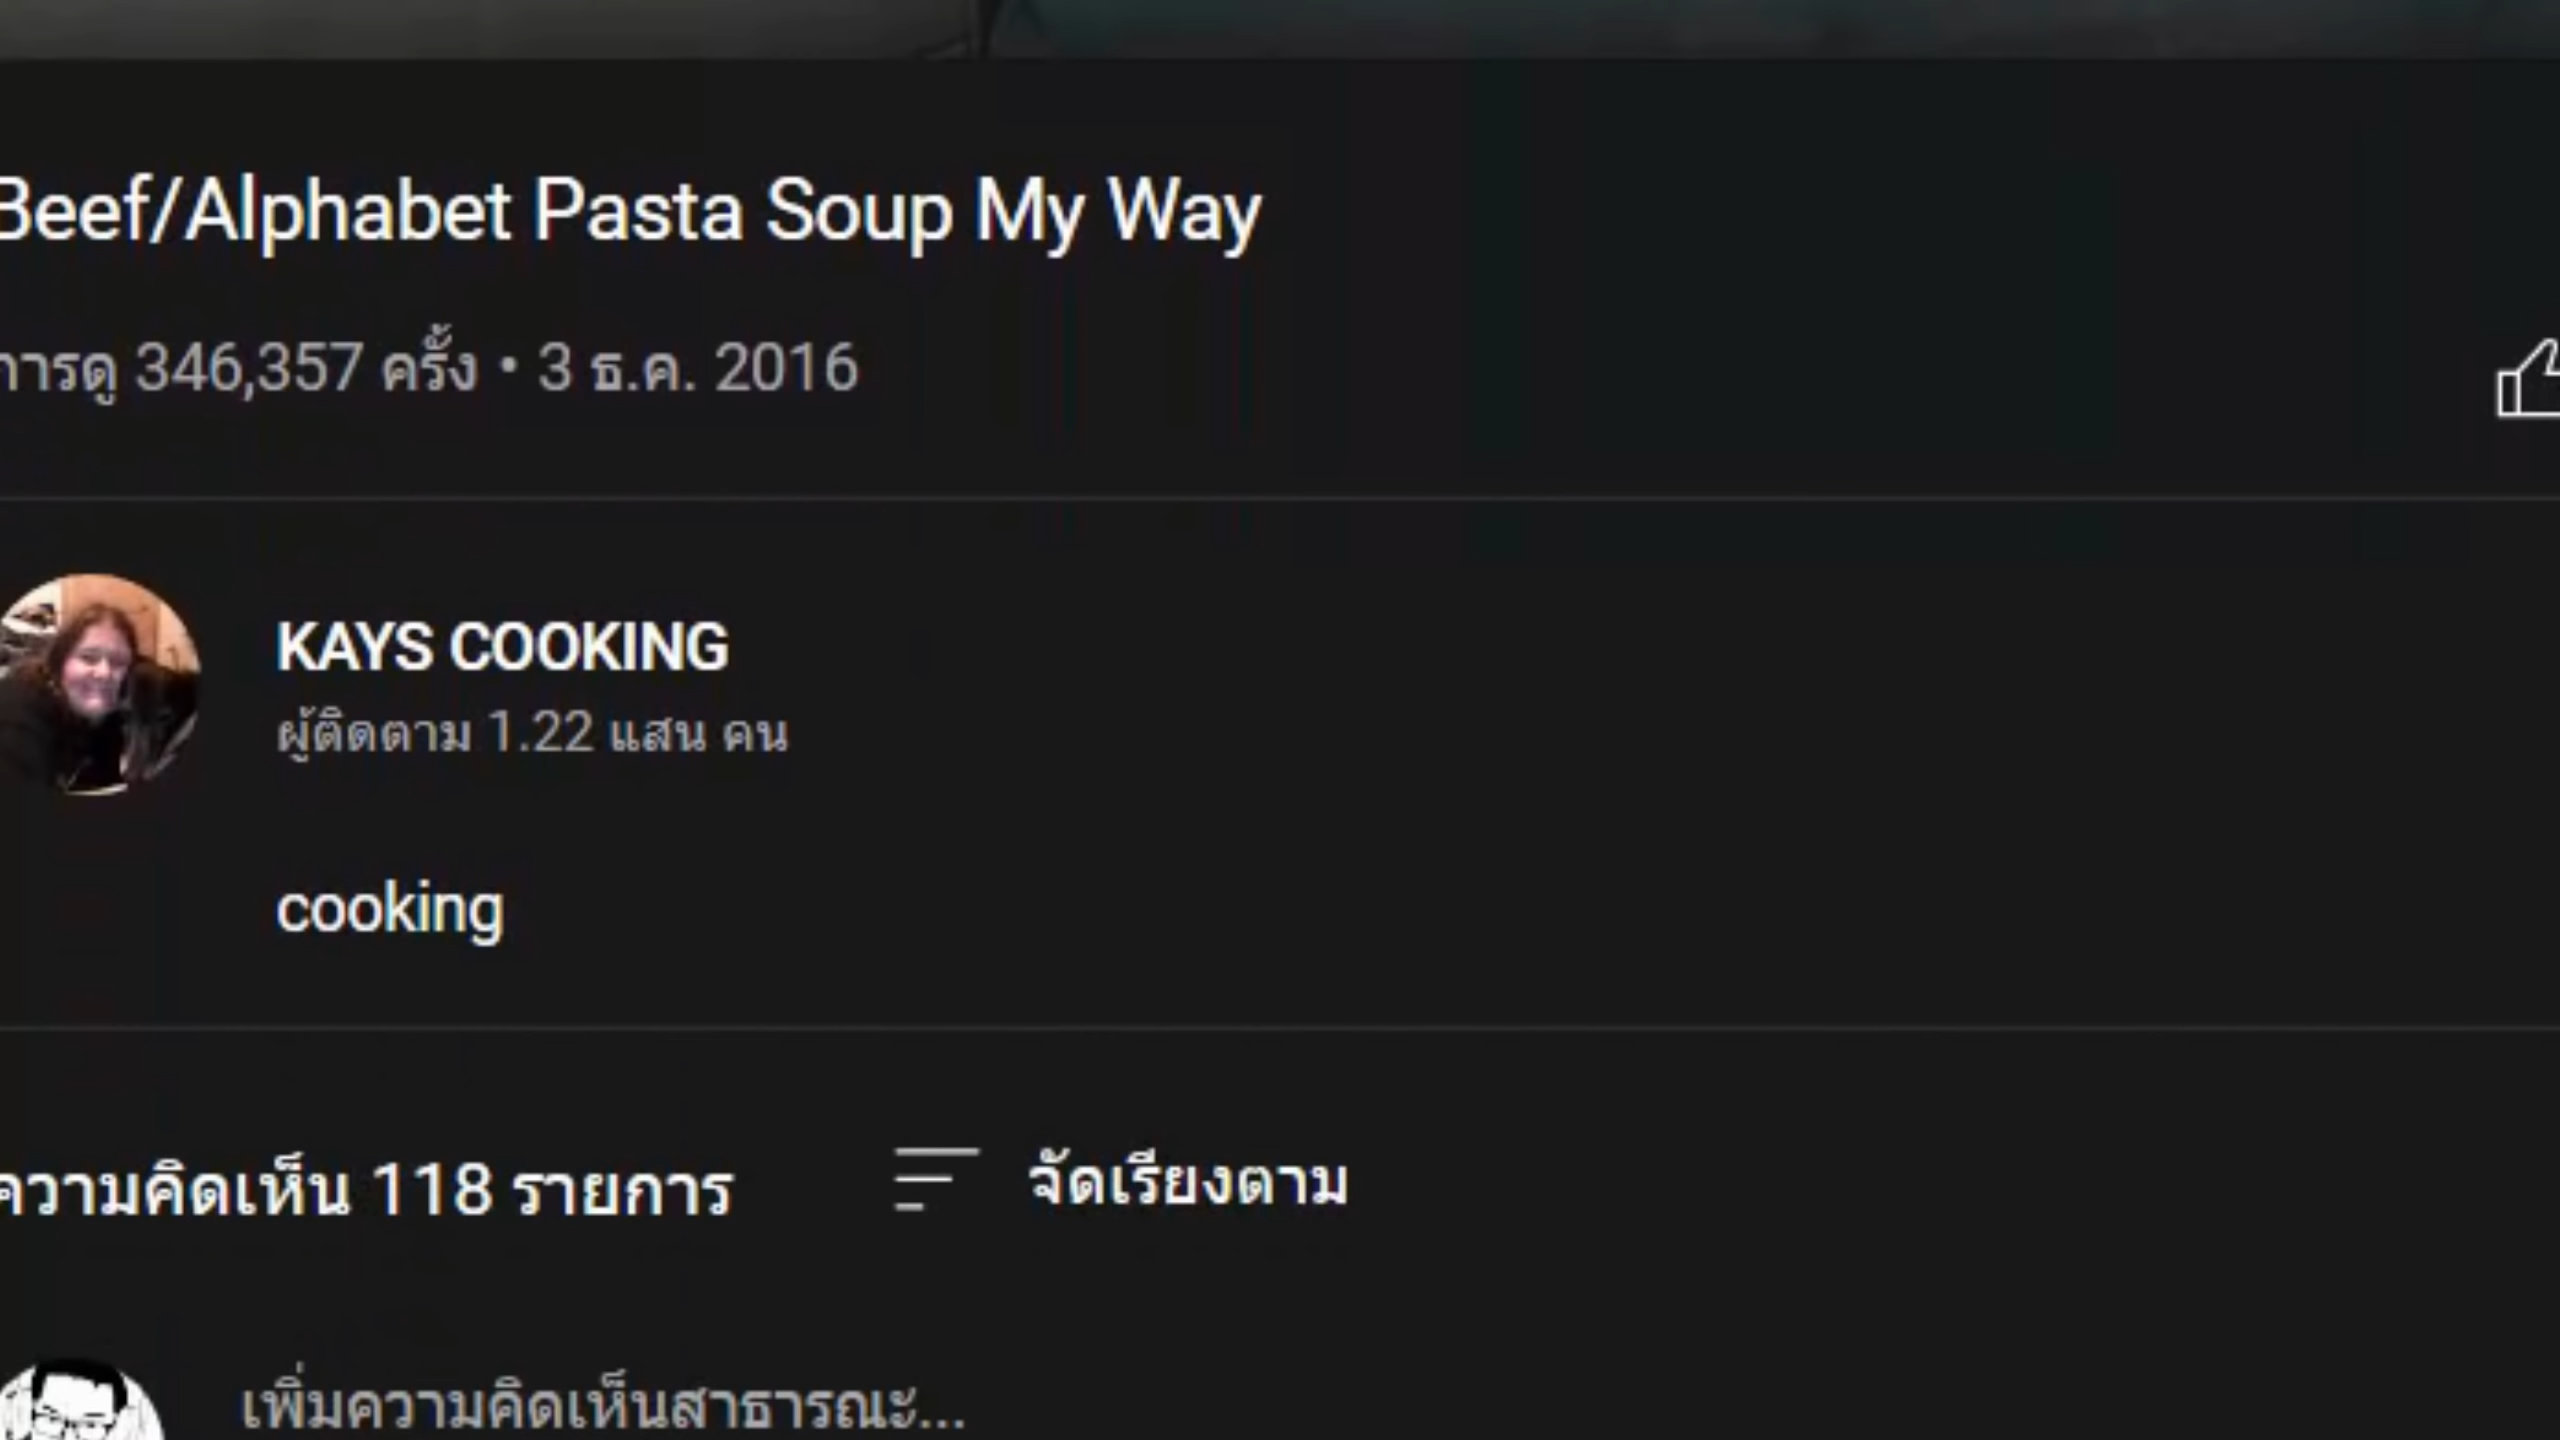 Beef/Alphabet Pasta Soup My Way
การดู 346,357 ครั้ง • 3 ธ.ค. 2016
KAYS COOKING
ผู้ติดตาม 1.22 แสน คน
cooking
ความคิดเห็น 118 รายการ
จัดเรียงตาม
เพิ่มความคิดเห็นสาธารณะ...